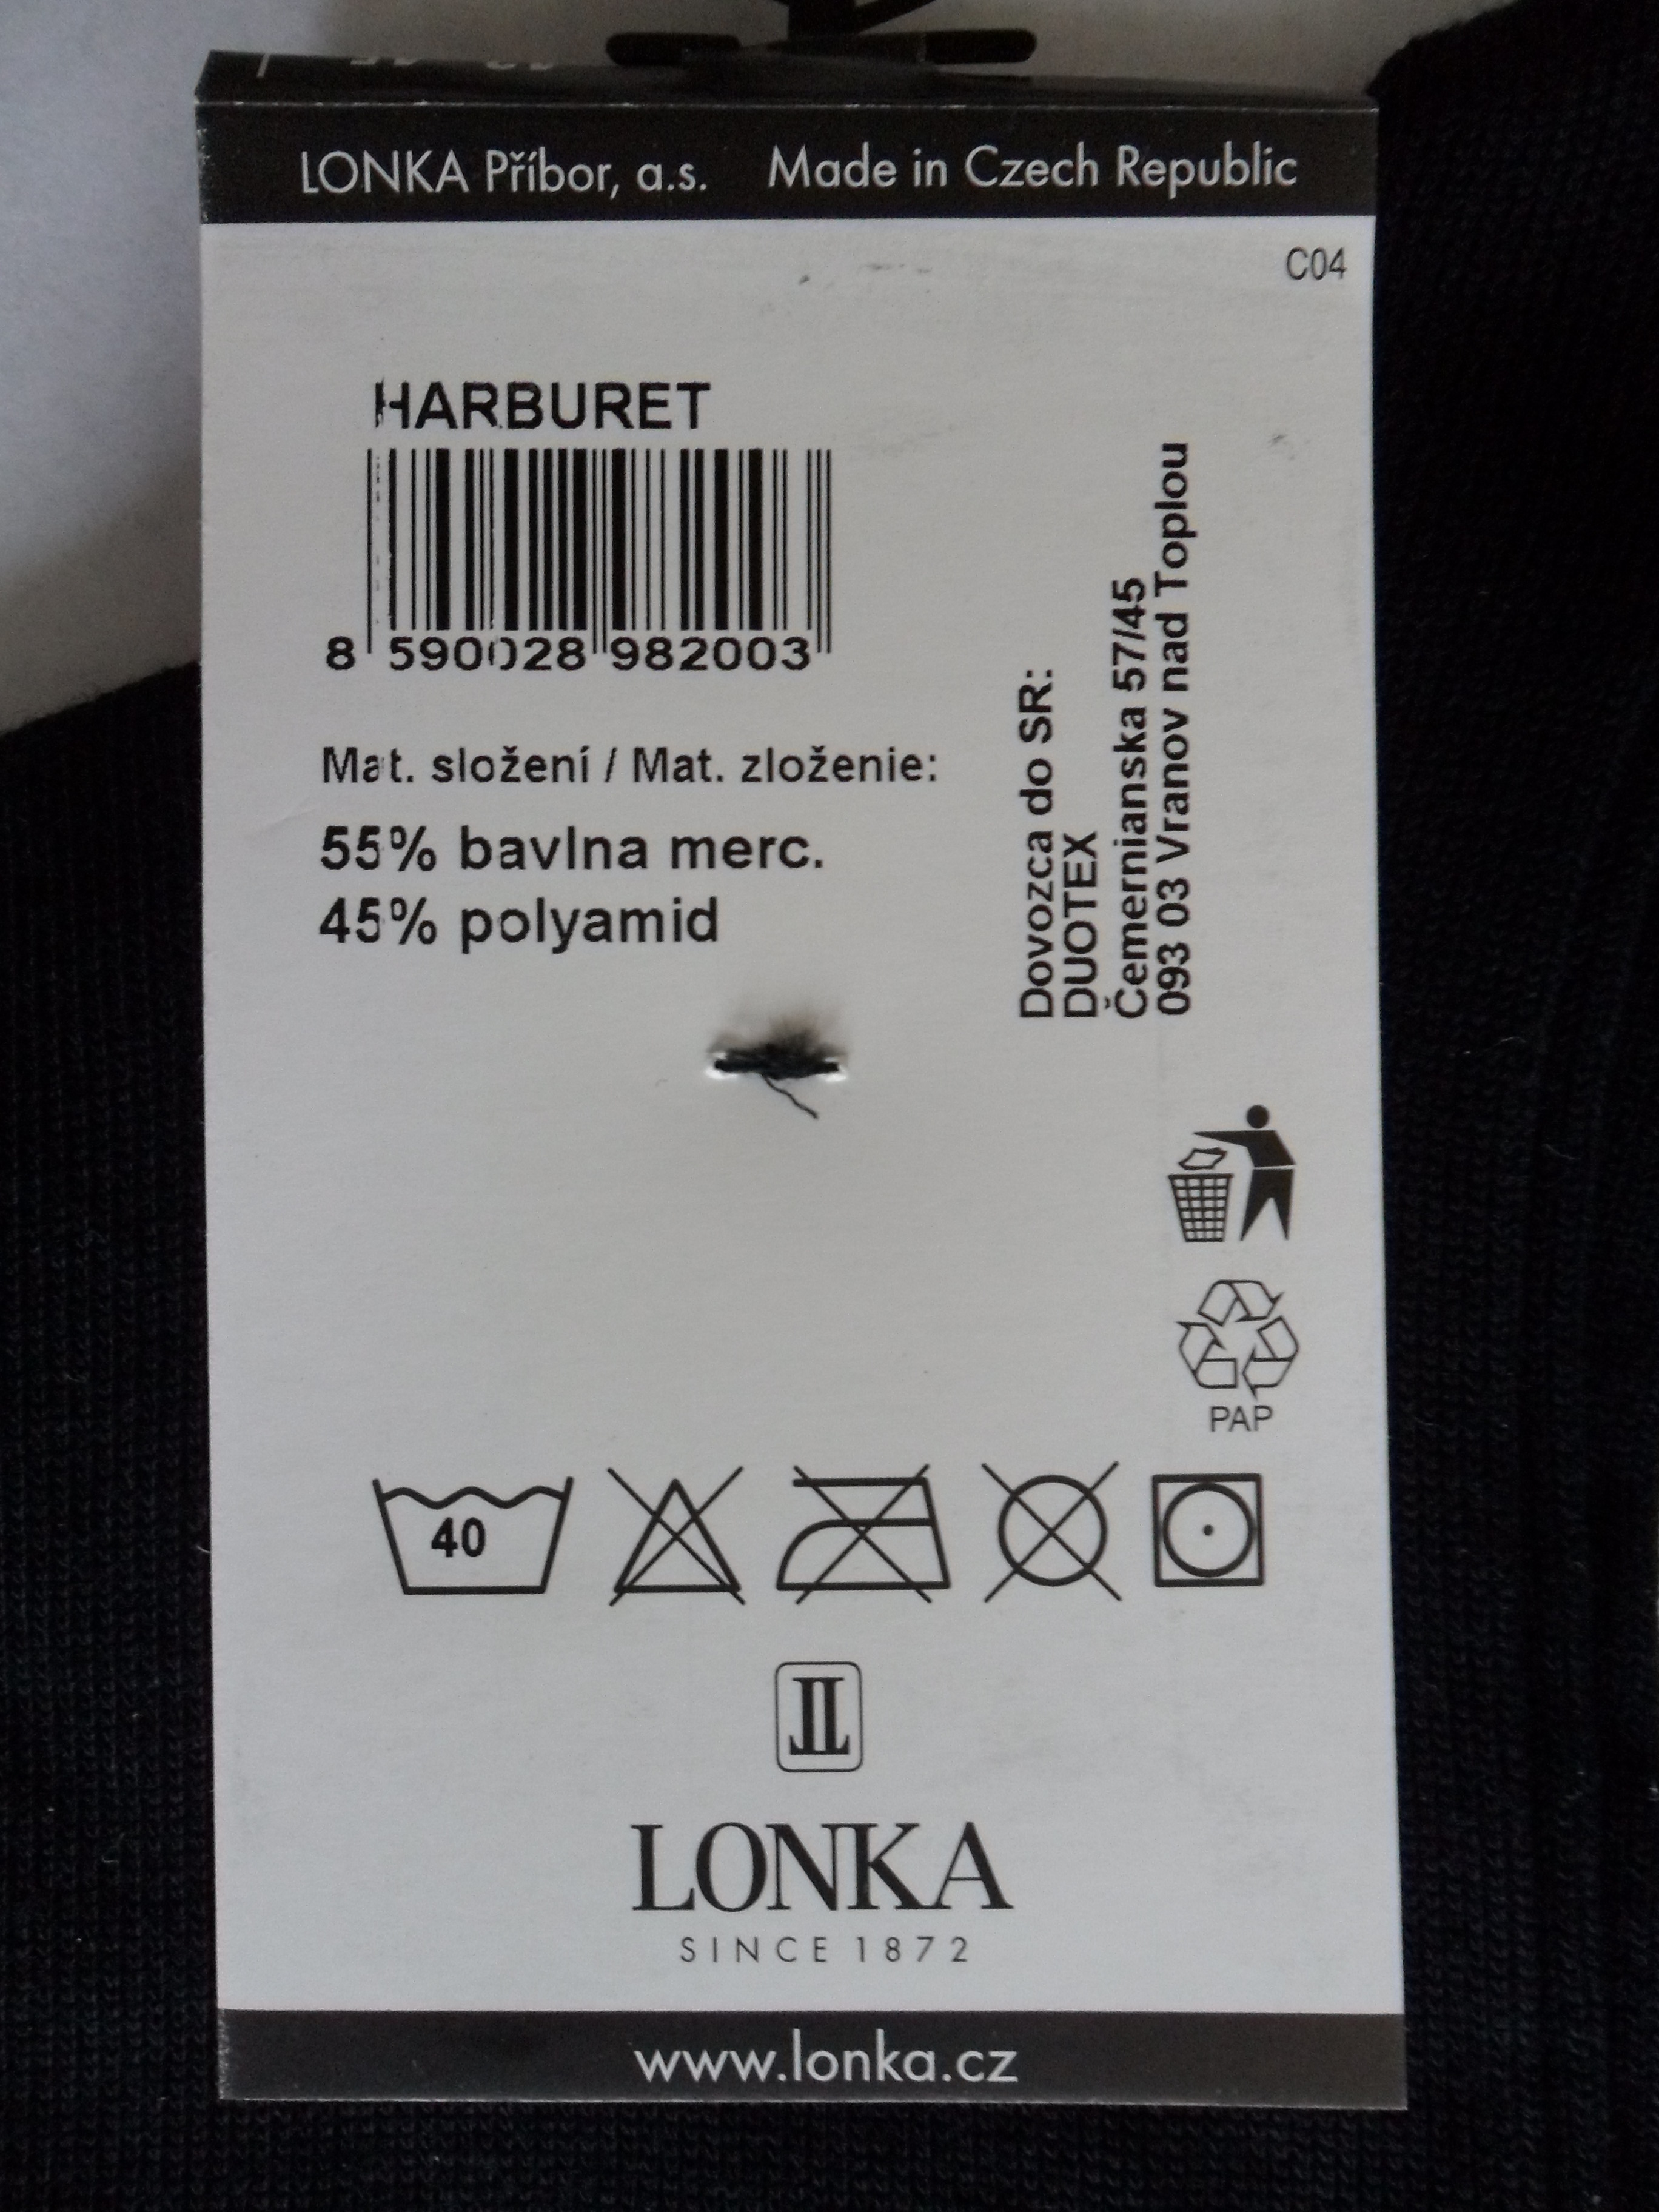 LONKA Příbor, a.s. Made in Czech Republic
C04
HARBURET
8 590028 982003
Mat. složení / Mat. zloženie:
55% bavlna merc.
45% polyamid
Dovozca do SR:
DUOTEX
Čemernianska 57/45
093 03 Vranov nad Toplou
PAP
40
LONKA
SINCE 1872
www.lonka.cz